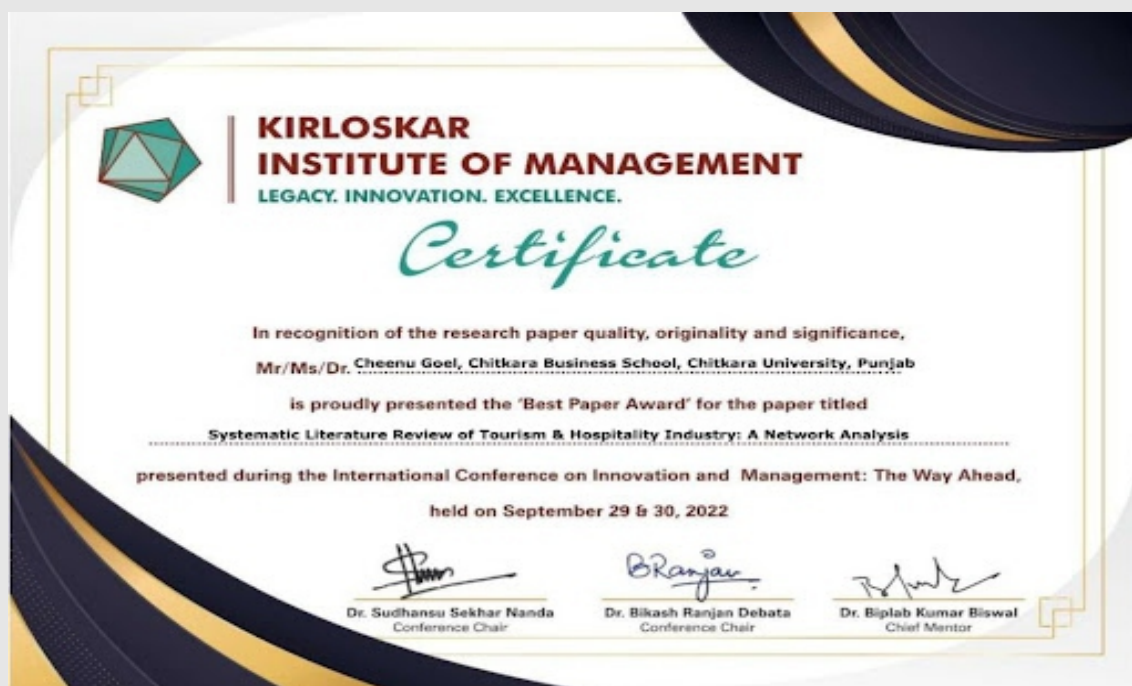 KIRLOSKAR
INSTITUTE OF MANAGEMENT
LEGACY. INNOVATION. EXCELLENCE.
Certificate
In recognition of the research paper quality, originality and significance,
Mr/Ms/Dr. Cheenu Goel, Chitkara Business School, Chitkara University, Punjab
is proudly presented the 'Best Paper Award' for the paper titled
Systematic Literature Review of Tourism & Hospitality Industry: A Network Analysis
presented during the International Conference on Innovation and Management: The Way Ahead,
held on September 29 & 30, 2022
BRanjan
Dr. Sudhansu Sekhar Nanda
Conference Chair
Dr. Bikash Ranjan Debata
Conference Chair
Dr. Biplab Kumar Biswal
Chief Mentor